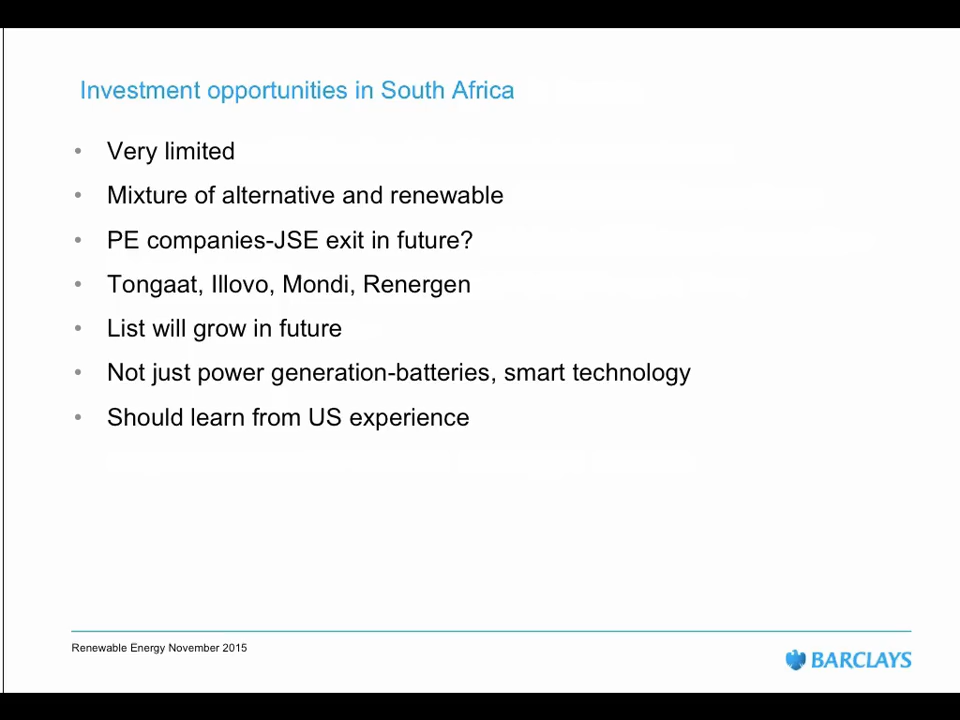 Investment opportunities in South Africa
• Very limited
• Mixture of alternative and renewable
• PE companies-JSE exit in future?
• Tongaat, Illovo, Mondi, Renergen
• List will grow in future
• Not just power generation-batteries, smart technology
• Should learn from US experience
Renewable Energy November 2015
BARCLAYS